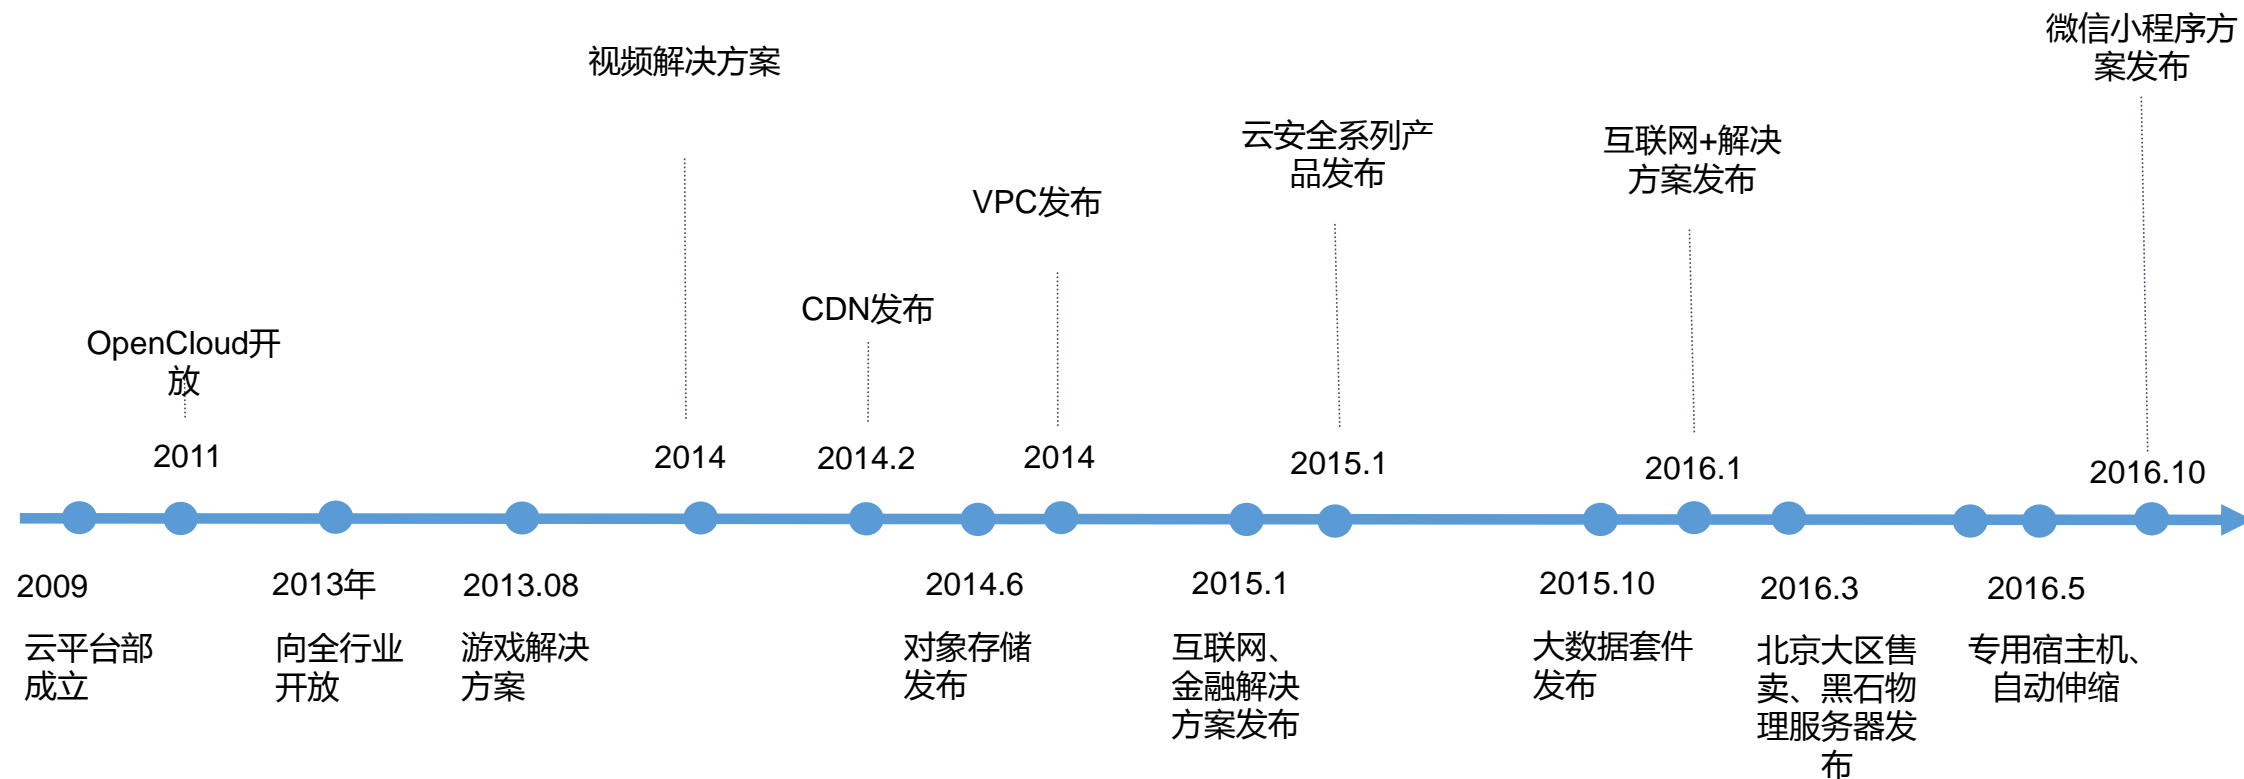 微信小程序方
案发布
视频解决方案
云安全系列产
品发布
互联网+解决
方案发布
VPC发布
CDN发布
OpenCloud开
放
2011
2014
2014.2
2014
2015.1
2016.1
2016.10
2009
2013年
2013.08
2014.6
2015.1
2015.10
2016.3
2016.5
云平台部
成立
向全行业
开放
游戏解决
方案
对象存储
发布
互联网、
金融解决
方案发布
大数据套件
发布
北京大区售
卖、黑石物
理服务器发
布
专用宿主机、
自动伸缩